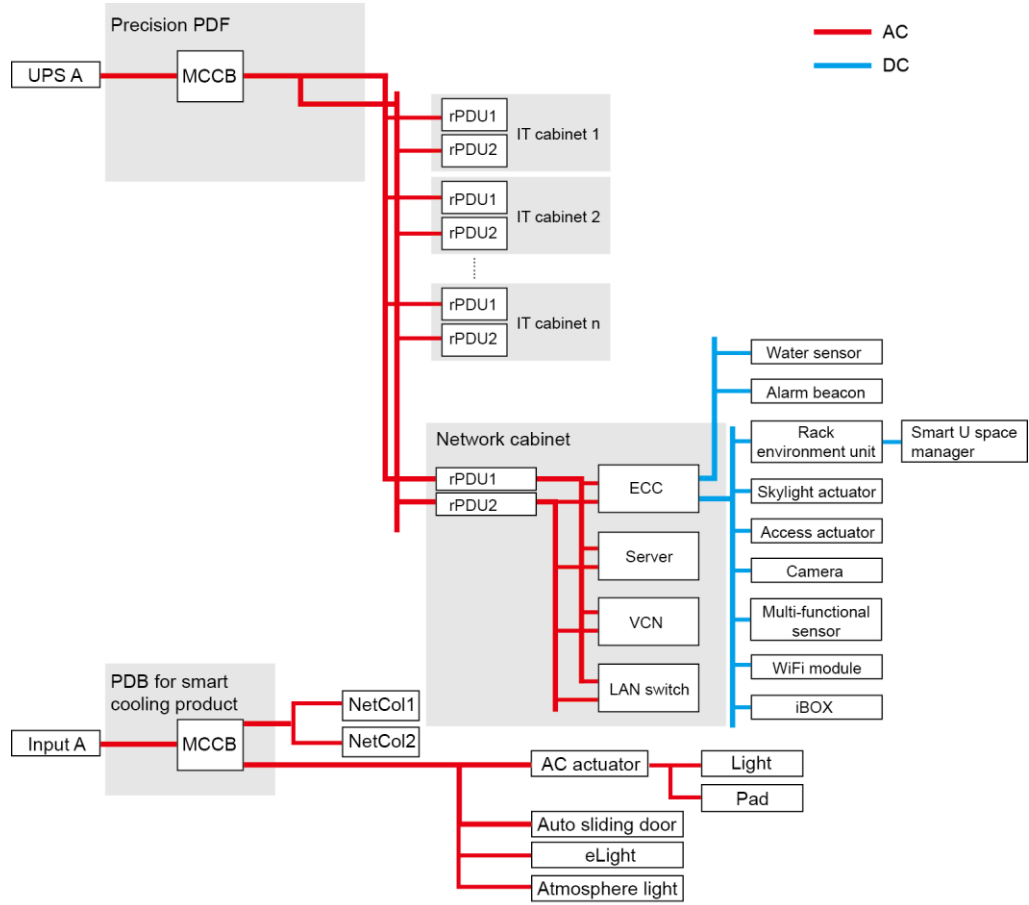 Precision PDF
AC
DC
UPS A
MCCB
rPDU1
rPDU2
IT cabinet 1
rPDU1
rPDU2
IT cabinet 2
rPDU1
rPDU2
IT cabinet n
Water sensor
Alarm beacon
Network cabinet
rPDU1
rPDU2
ECC
Server
VCN
LAN switch
Rack
environment unit
Smart U space
manager
Skylight actuator
Access actuator
Camera
Multi-functional
sensor
WiFi module
iBOX
PDB for smart
cooling product
Input A
MCCB
NetCol1
NetCol2
AC actuator
Light
Pad
Auto sliding door
eLight
Atmosphere light